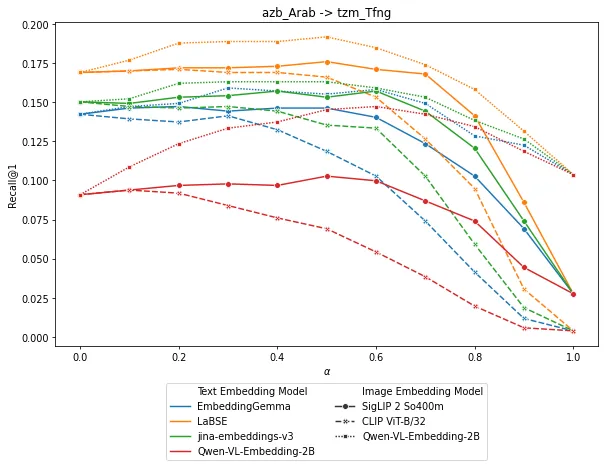 azb_Arab -> tzm_Tfng
Recall@1
0.200
0.175
0.150
0.125
0.100
0.075
0.050
0.025
0.000
0.0 0.2 0.4 0.6 0.8 1.0
α
Text Embedding Model Image Embedding Model
EmbeddingGemma SigLIP 2 So400m
LaBSE CLIP ViT-B/32
jina-embeddings-v3 Qwen-VL-Embedding-2B
Qwen-VL-Embedding-2B